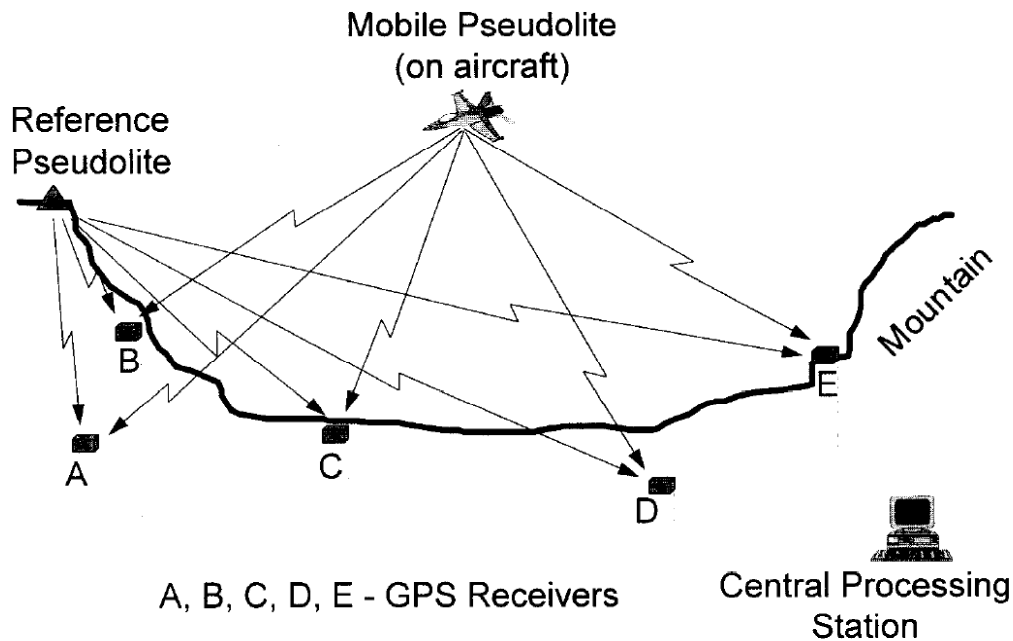 Mobile Pseudolite
(on aircraft)
Reference
Pseudolite
Mountain
B
E
A
C
D
A, B, C, D, E - GPS Receivers
Central Processing
Station